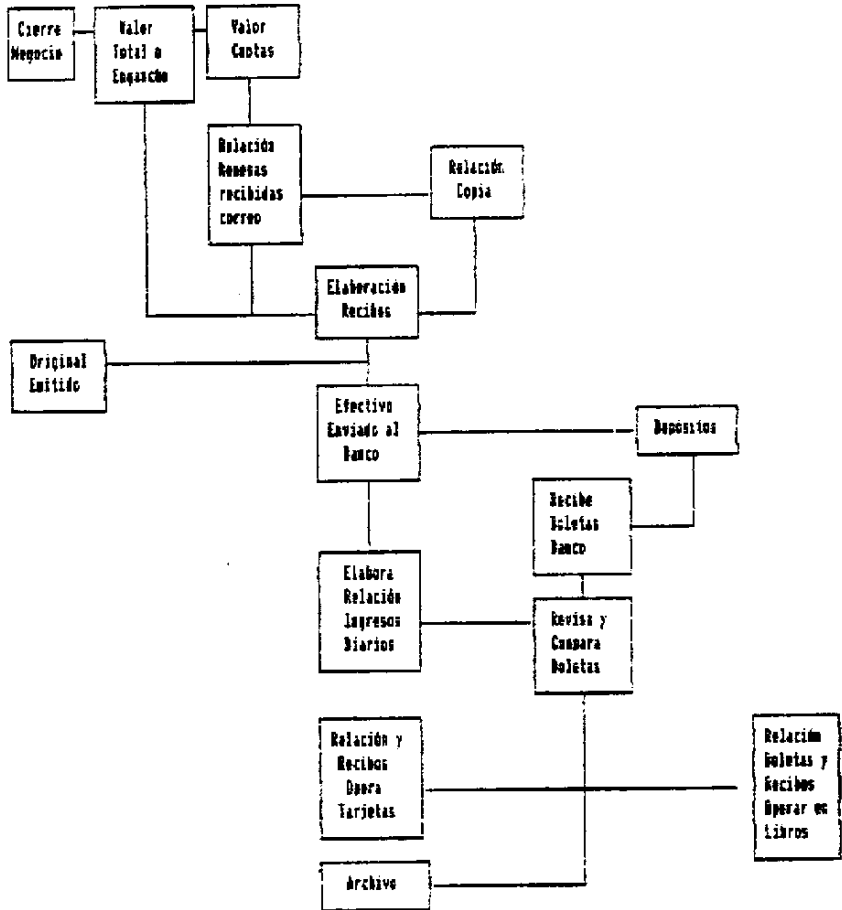 Cierre
Negocio
Valor
Total o
Enganche
Valor
Cuotas
Relación
Remesas
recibidas
correo
Relación
Copia
Elaboración
Recibos
Original
Emitido
Efectivo
Enviado al
Banco
Depósitos
Recibe
Boletas
Banco
Elabora
Relación
Ingresos
Diarios
Revisa y
Compara
Boletas
Relación y
Recibos
Opera
Tarjetas
Relación
Boletas y
Recibos
Operar en
Libros
Archivo